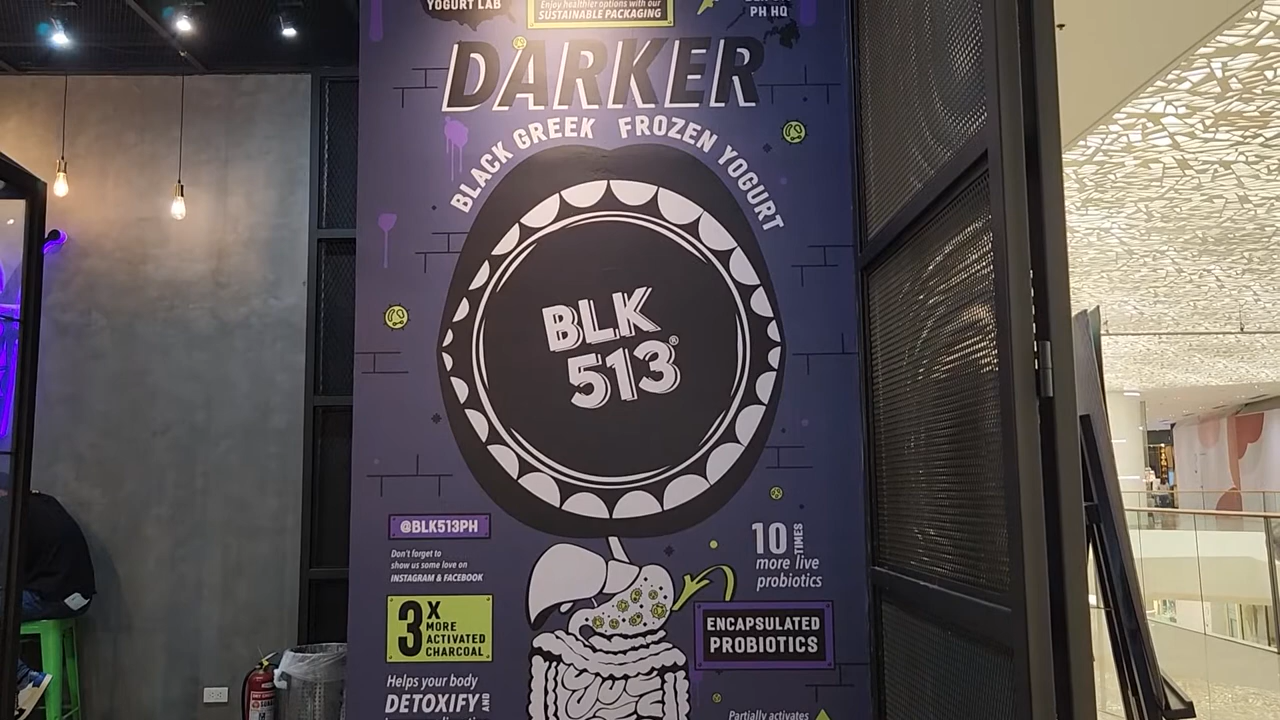 YOGURT LAB
Enjoy healthier options with our
SUSTAINABLE PACKAGING
PH HQ
DARKER
BLACK GREEK FROZEN YOGURT
BLK
513®
@BLK513PH
Don't forget to
show us some love on
INSTAGRAM & FACEBOOK
3X
MORE
ACTIVATED
CHARCOAL
Helps your body
DETOXIFY AND
10 TIMES
more live
probiotics
ENCAPSULATED
PROBIOTICS
Partially activates